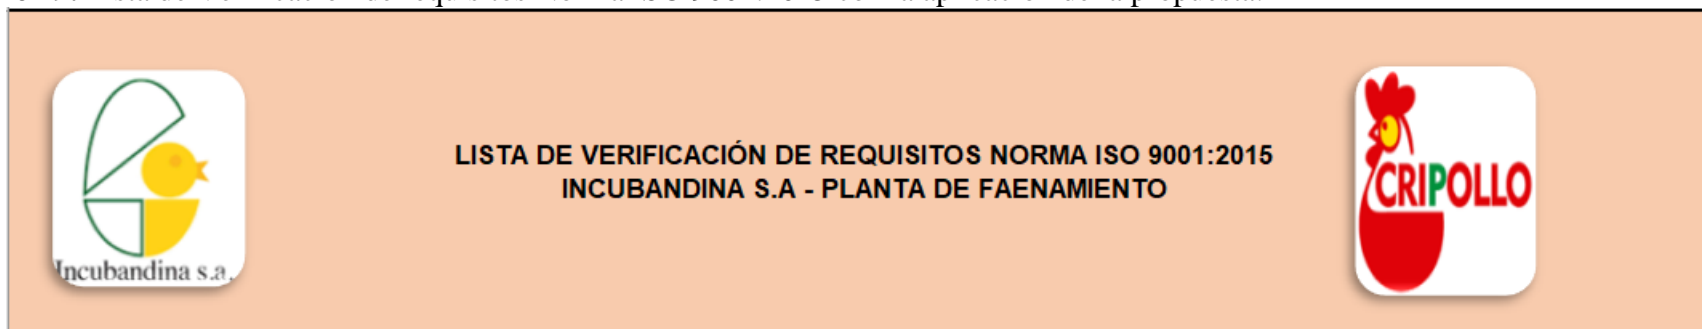 LISTA DE VERIFICACIÓN DE REQUISITOS NORMA ISO 9001:2015
INCUBANDINA S.A - PLANTA DE FAENAMIENTO
Incubandina s.a.
CRIPOLLO